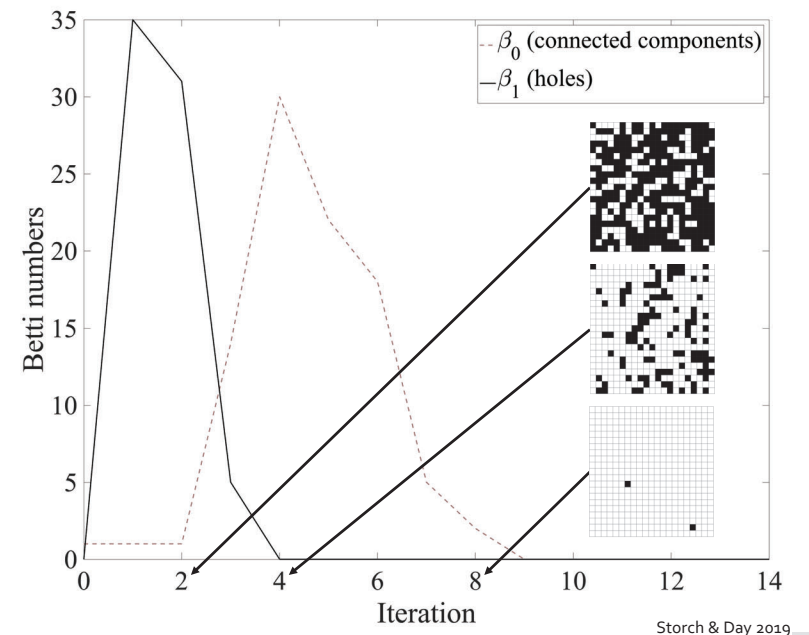 35
30
25
20
15
10
5
0
Betti numbers
β₀ (connected components)
β₁ (holes)
0 2 4 6 8 10 12 14
Iteration
Storch & Day 2019